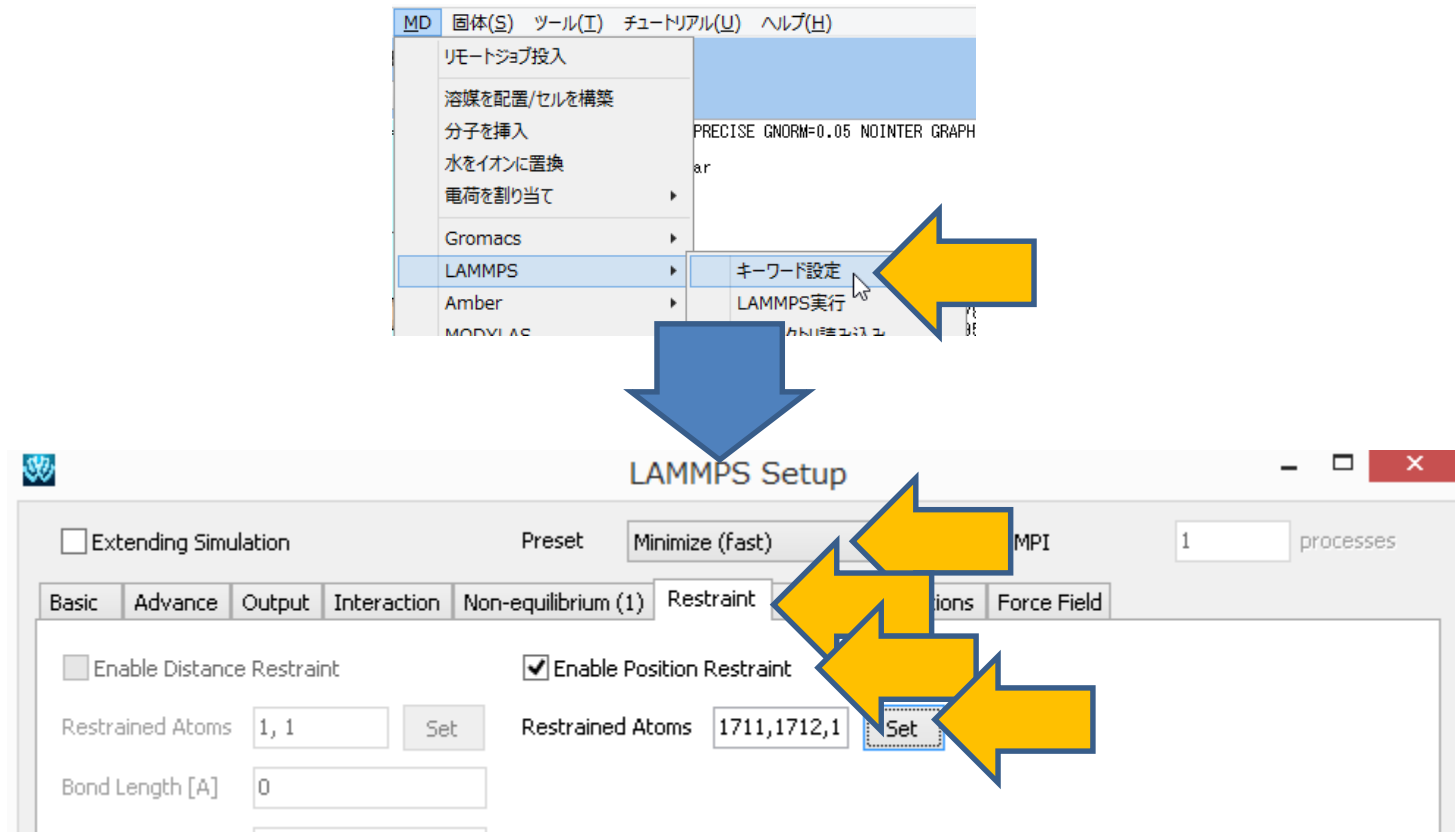 MD 固体(S) ツール(T) チュートリアル(U) ヘルプ(H)
リモートジョブ投入
溶媒を配置/セルを構築
分子を挿入
PRECISE GNORM=0.05 NOINTER GRAPH
水をイオンに置換
ar
電荷を割り当て
Gromacs
LAMMPS
キーワード設定
Amber
LAMMPS実行
LAMMPS Setup
Extending Simulation
Preset
Minimize (fast)
MPI
1
processes
Basic Advance Output Interaction Non-equilibrium (1) Restraint Force Field
Enable Distance Restraint
Enable Position Restraint
Restrained Atoms
1, 1
Set
Restrained Atoms
1711,1712,1
Set
Bond Length [A]
0